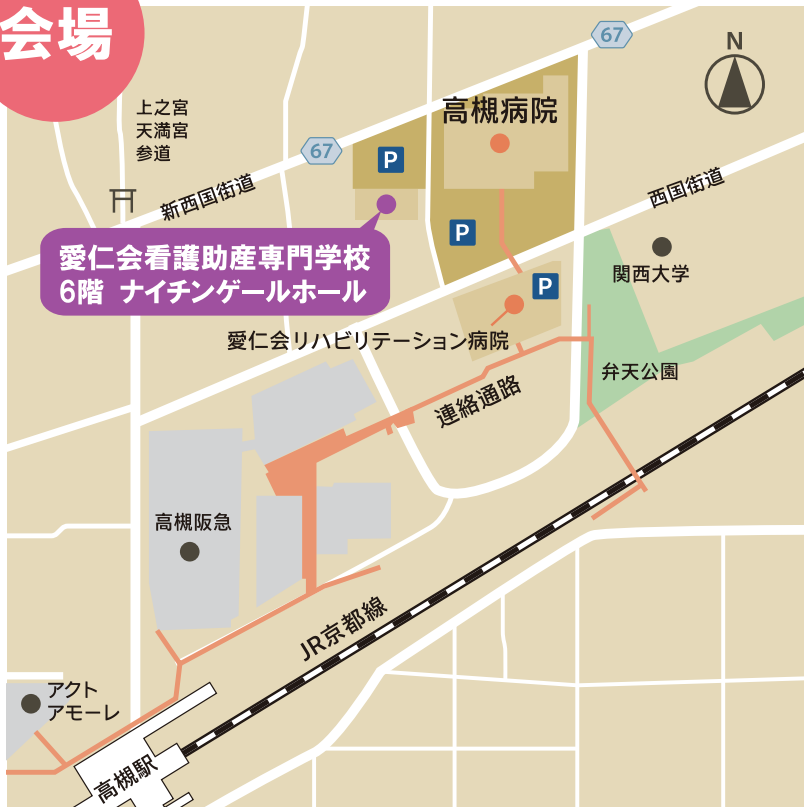 会場
67
N
上之宮
天満宮
参道
高槻病院
67
P
新西国街道
西国街道
愛仁会看護助産専門学校
6階 ナイチンゲールホール
P
関西大学
P
愛仁会リハビリテーション病院
弁天公園
連絡通路
高槻阪急
JR京都線
アクト
アモーレ
高槻駅